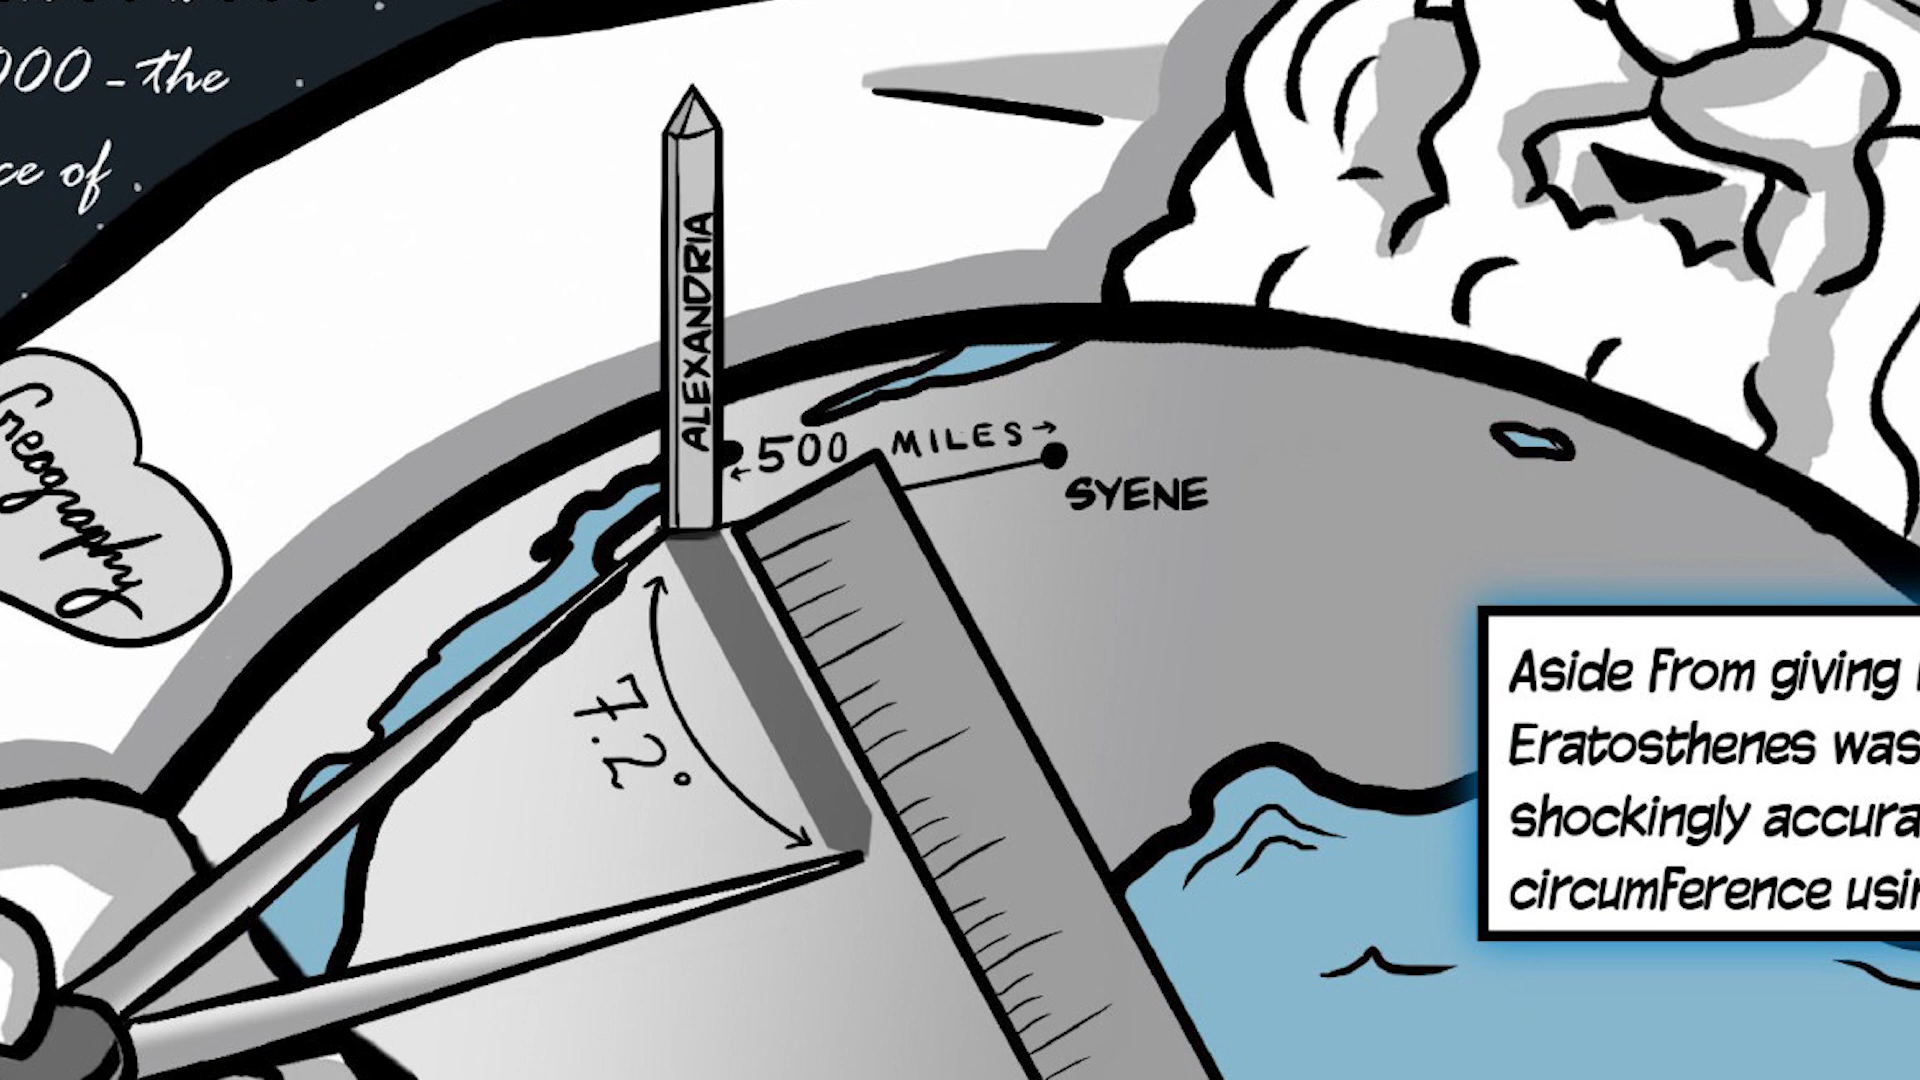 000 - the
ce of
Geography
ALEXANDRIA
500 MILES
SYENE
7.2°
Aside from giving
Eratosthenes was
shockingly accura
circumference usin